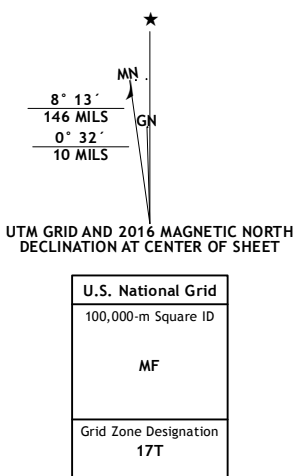 ★
MN
8° 13´
146 MILS
GN
0° 32´
10 MILS
UTM GRID AND 2016 MAGNETIC NORTH
DECLINATION AT CENTER OF SHEET
U.S. National Grid
100,000-m Square ID
MF
Grid Zone Designation
17T